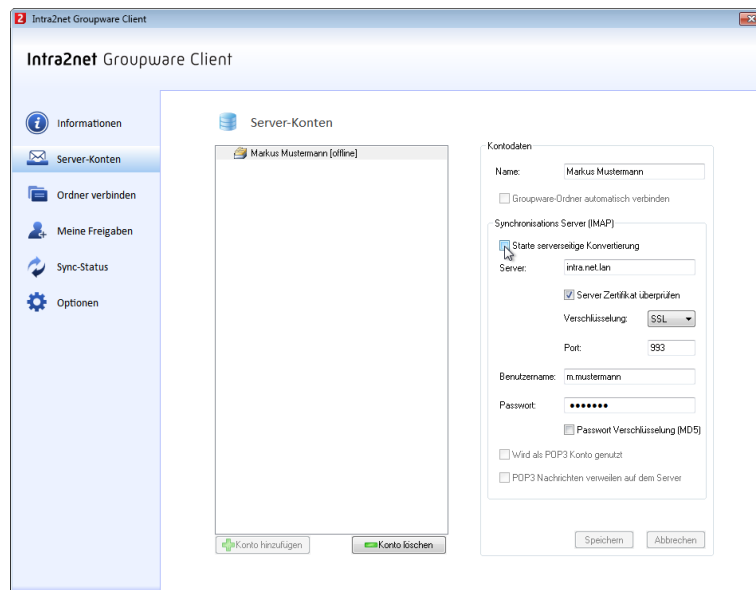 2 Intra2net Groupware Client
Intra2net Groupware Client
Informationen
Server-Konten
Ordner verbinden
Meine Freigaben
Sync-Status
Optionen
Server-Konten
Markus Mustermann [offline]
Konto hinzufügen
Konto löschen
Kontodaten
Name: Markus Mustermann
Groupware-Ordner automatisch verbinden
Synchronisations Server (IMAP)
Starte serverseitige Konvertierung
Server: intra.net.lan
Server Zertifikat überprüfen
Verschlüsselung: SSL
Port: 993
Benutzername: m.mustermann
Passwort: •••••••
Passwort Verschlüsselung (MD5)
Wird als POP3 Konto genutzt
POP3 Nachrichten verweilen auf dem Server
Speichern
Abbrechen